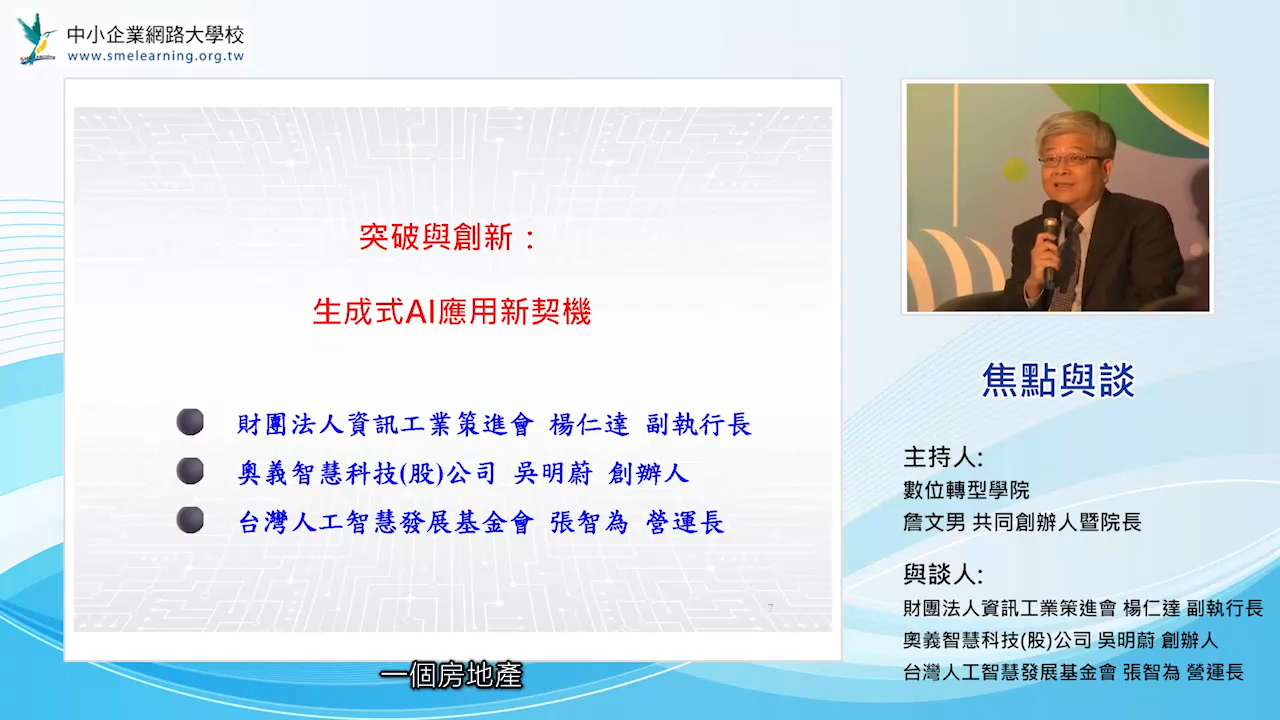 中小企業網路大學校
www.smelearning.org.tw
突破與創新：
生成式AI應用新契機
財團法人資訊工業策進會 楊仁達 副執行長
奧義智慧科技(股)公司 吳明蔚 創辦人
台灣人工智慧發展基金會 張智為 營運長
7
焦點與談
主持人:
數位轉型學院
詹文男 共同創辦人暨院長
與談人:
財團法人資訊工業策進會 楊仁達 副執行長
奧義智慧科技(股)公司 吳明蔚 創辦人
台灣人工智慧發展基金會 張智為 營運長
一個房地產